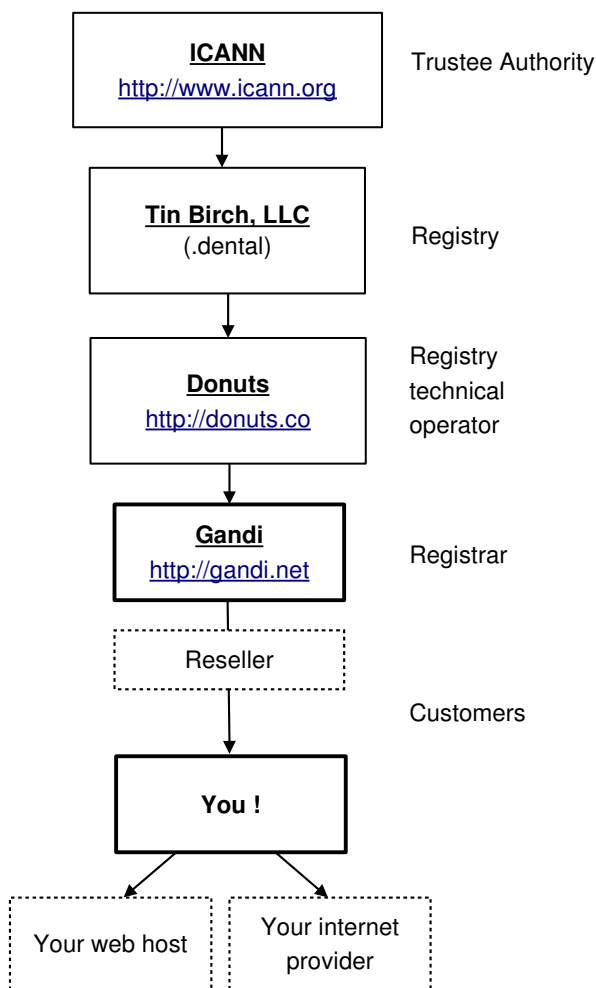 ICANN
http://www.icann.org
Trustee Authority
Tin Birch, LLC
(.dental)
Registry
Donuts
http://donuts.co
Registry
technical
operator
Gandi
http://gandi.net
Registrar
Reseller
Customers
You !
Your web host
Your internet
provider